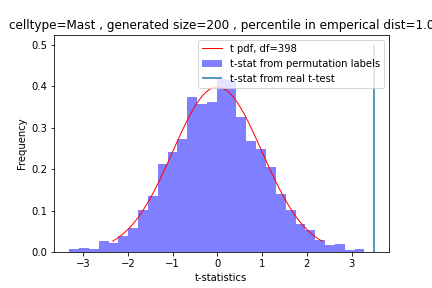 celltype=Mast , generated size=200 , percentile in emperical dist=1.0
0.5
0.4
0.3
0.2
0.1
0.0
Frequency
t pdf, df=398
t-stat from permutation labels
t-stat from real t-test
−3
−2
−1
0
1
2
3
t-statistics